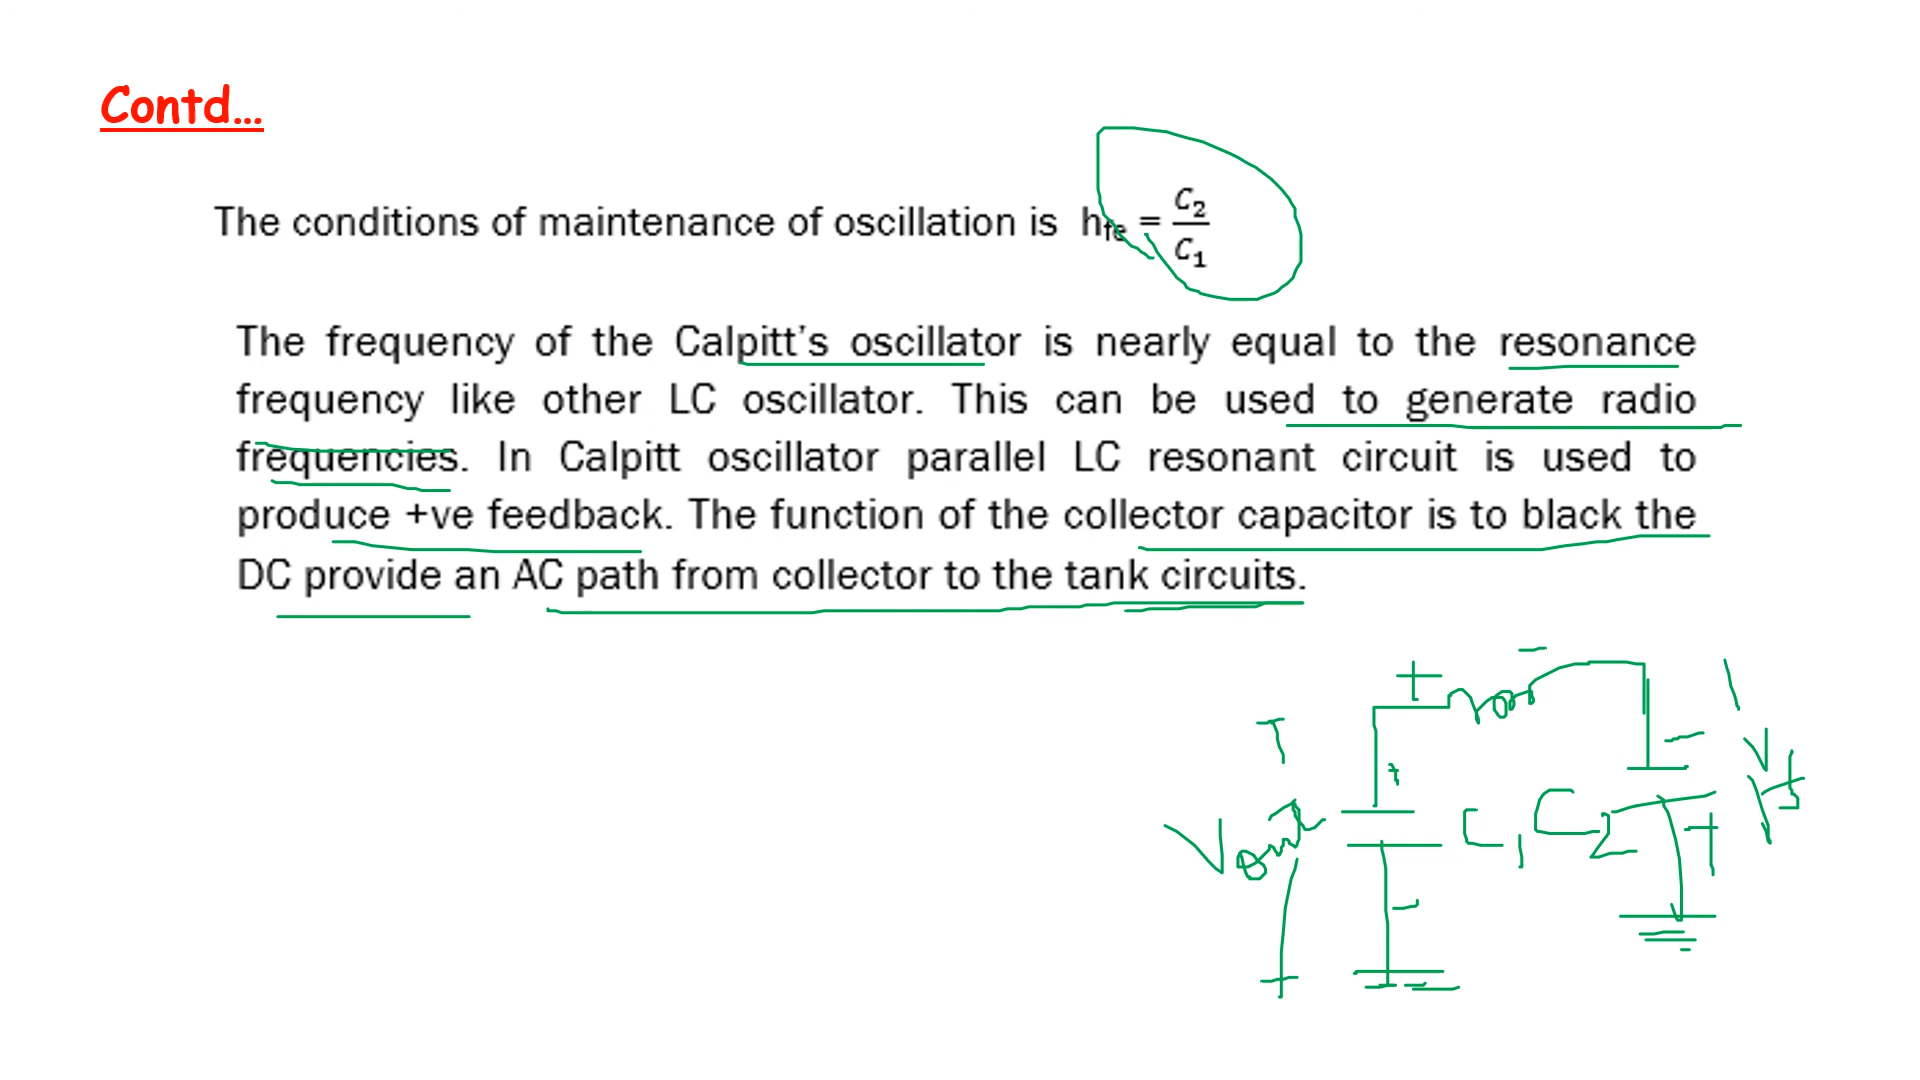 Contd...
The conditions of maintenance of oscillation is h_fe = C₂/C₁
The frequency of the Calpitt's oscillator is nearly equal to the resonance
frequency like other LC oscillator. This can be used to generate radio
frequencies. In Calpitt oscillator parallel LC resonant circuit is used to
produce +ve feedback. The function of the collector capacitor is to black the
DC provide an AC path from collector to the tank circuits.
+ -
+ -
Vout C₁ C₂ + Vf
-
+